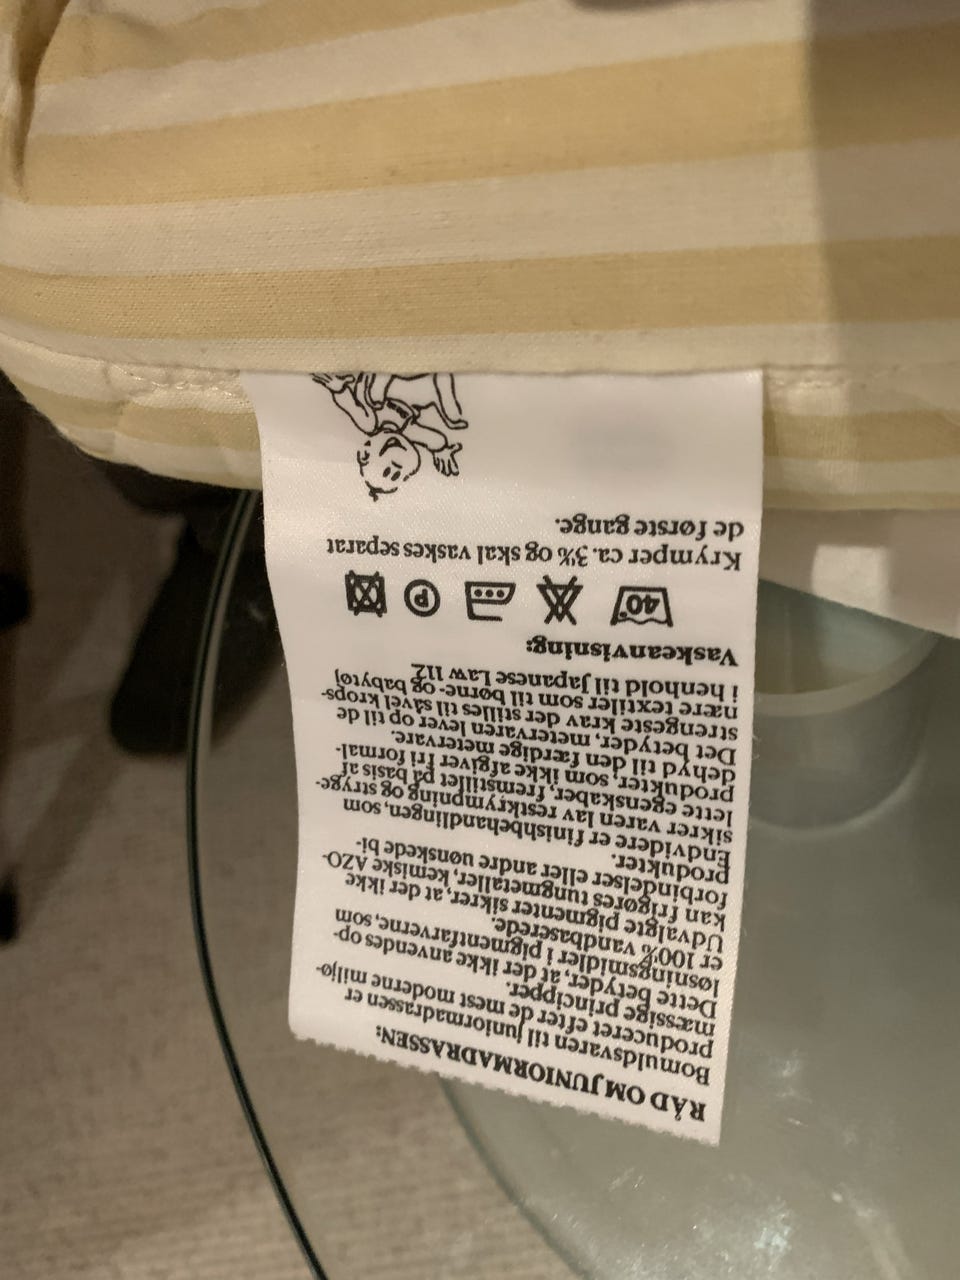 RÅD OM JUNIORMADRASSEN:
Bomuldsvaren til juniormadrassen er
produceret efter de mest moderne miljø-
mæssige principper.
Dette betyder, at der ikke anvendes op-
løsningsmidler i pigmentfarverne, som
er 100% vandbaserede.
Udvalgte pigmenter sikrer, at der ikke
kan frigøres tungmetaller, kemiske AZO-
forbindelser eller andre uønskede bi-
produkter.
Endvidere er finishbehandlingen, som
sikrer varen lav restkrympning og stryge-
lette egenskaber, fremstillet på basis af
produkter, som ikke afgiver fri formal-
dehyd til den færdige metervare.
Det betyder, metervaren lever op til de
strengeste krav der stilles til såvel krops-
nære textiler som til børne- og babytøj
i henhold til Japanese Law 112
Vaskeanvisning:
40° P
Krymper ca. 3% og skal vaskes separat
de første gange.